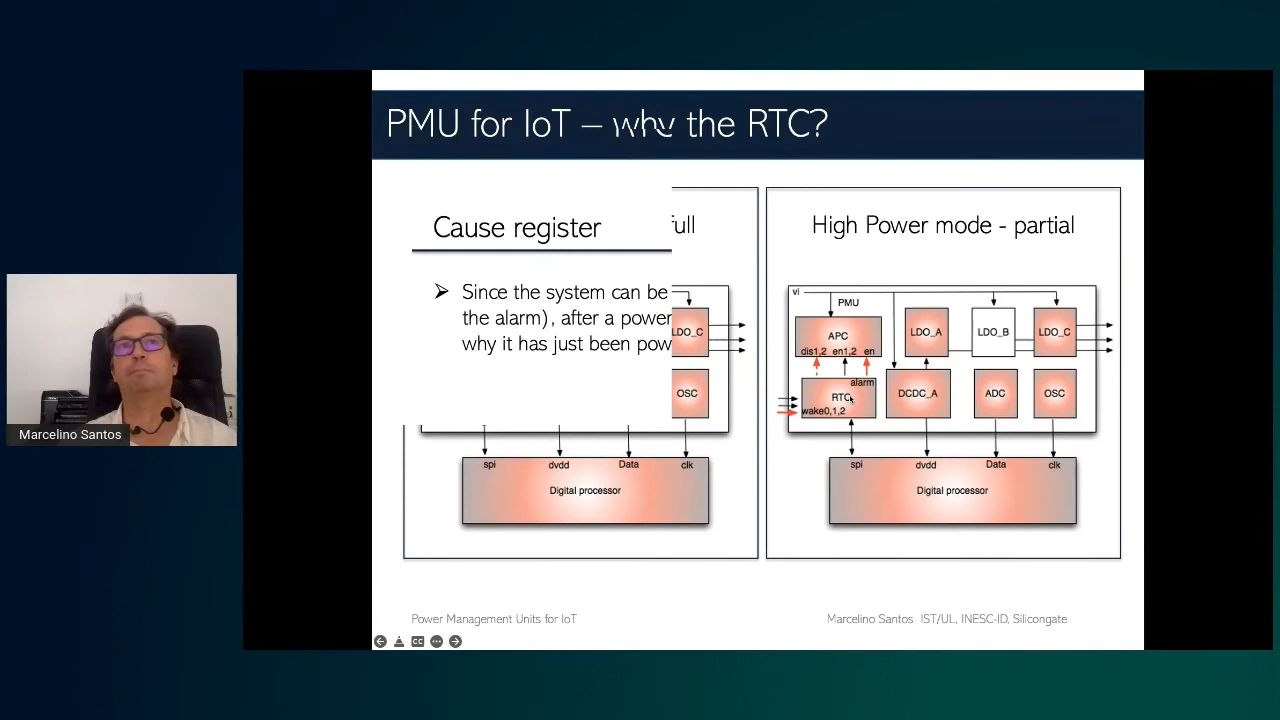 PMU for IoT – why the RTC?
Cause register
full
Since the system can be
the alarm), after a power
why it has just been pow
LDO_C
OSC
spi
dvdd
Data
clk
Digital processor
High Power mode - partial
vi
PMU
APC
dis1,2 en1,2 en
LDO_A
LDO_B
LDO_C
alarm
RTC
wake0,1,2
DCDC_A
ADC
OSC
spi
dvdd
Data
clk
Digital processor
Marcelino Santos
Power Management Units for IoT
Marcelino Santos IST/UL, INESC-ID, Silicongate
CC